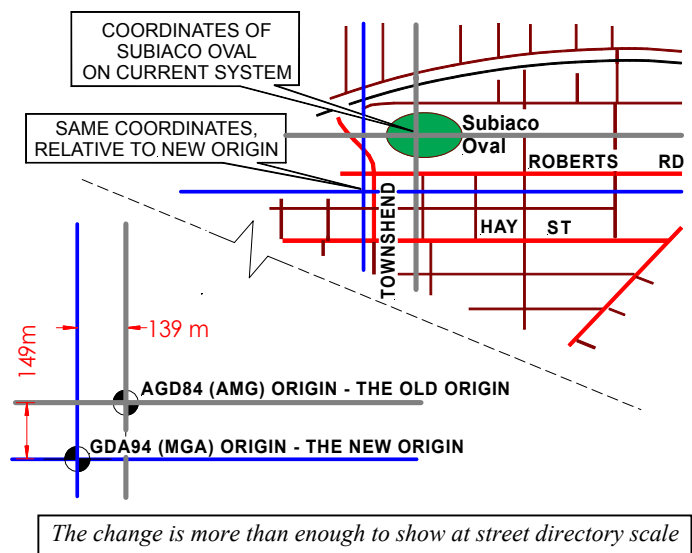 COORDINATES OF
SUBIACO OVAL
ON CURRENT SYSTEM
SAME COORDINATES,
RELATIVE TO NEW ORIGIN
Subiaco
Oval
ROBERTS RD
HAY ST
TOWNSHEND
139 m
149m
AGD84 (AMG) ORIGIN - THE OLD ORIGIN
GDA94 (MGA) ORIGIN - THE NEW ORIGIN
The change is more than enough to show at street directory scale